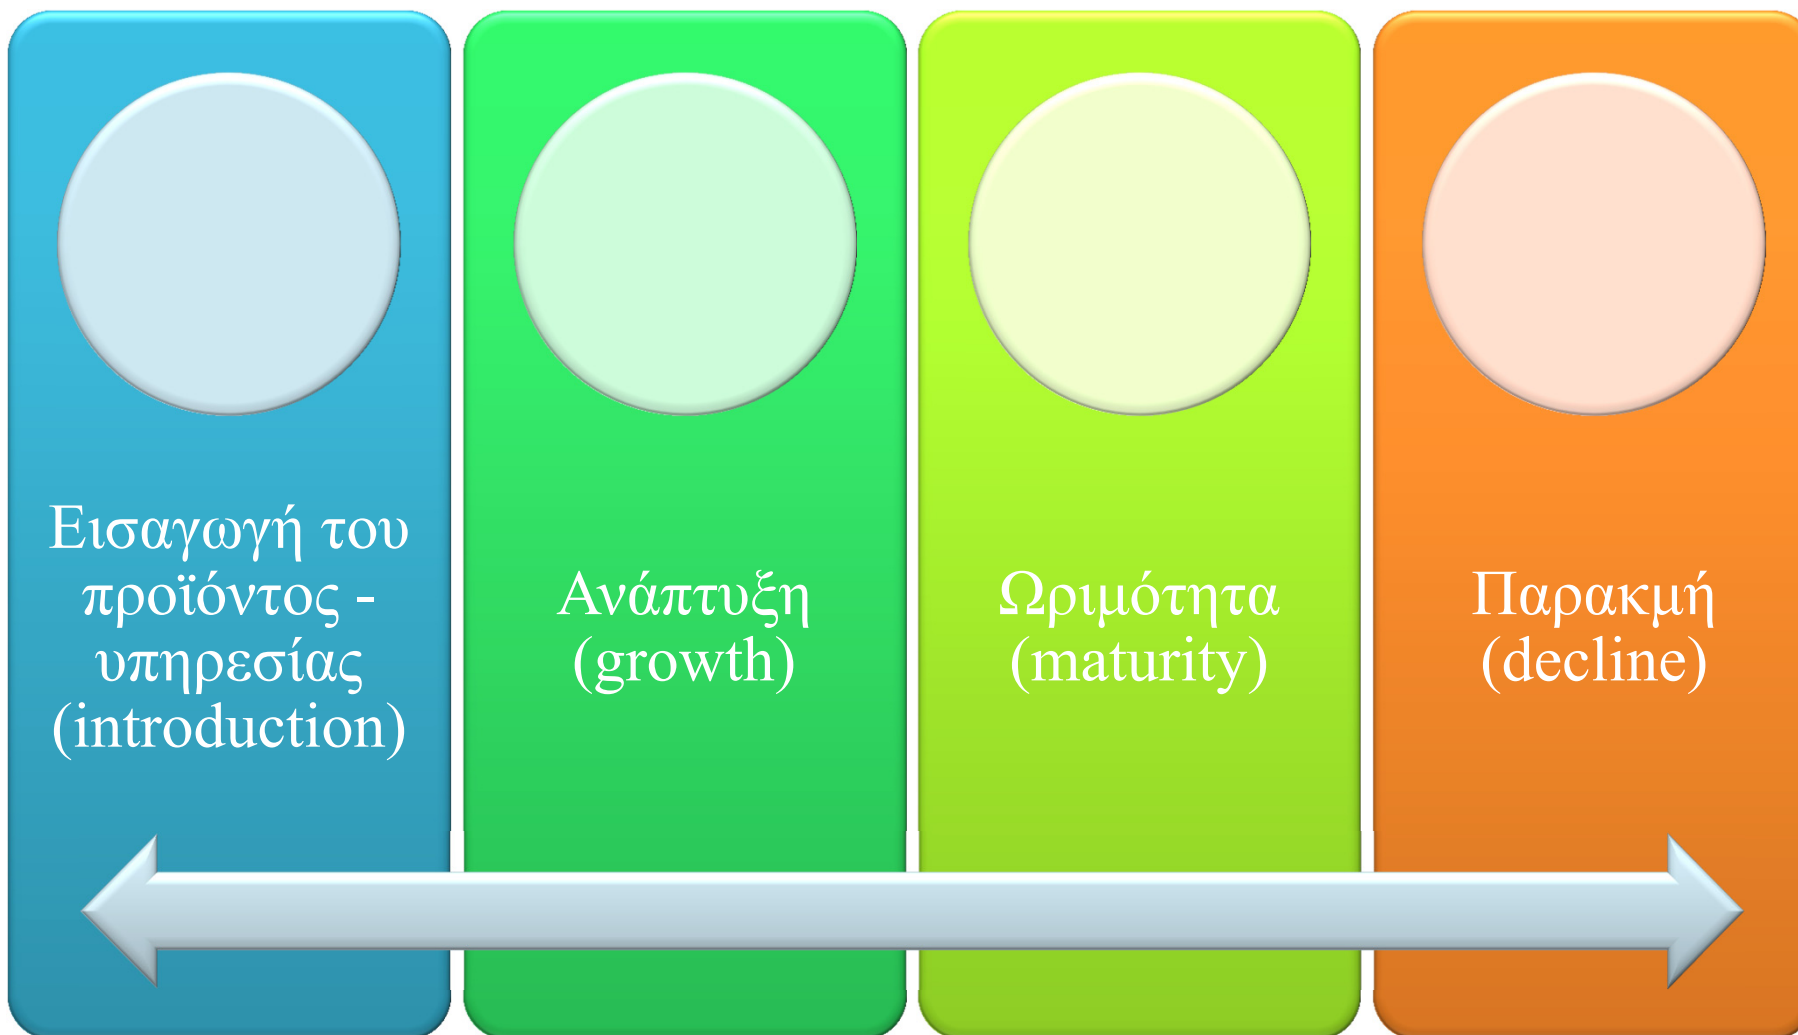 Εισαγωγή του
προϊόντος -
υπηρεσίας
(introduction)
Ανάπτυξη
(growth)
Ωριμότητα
(maturity)
Παρακμή
(decline)